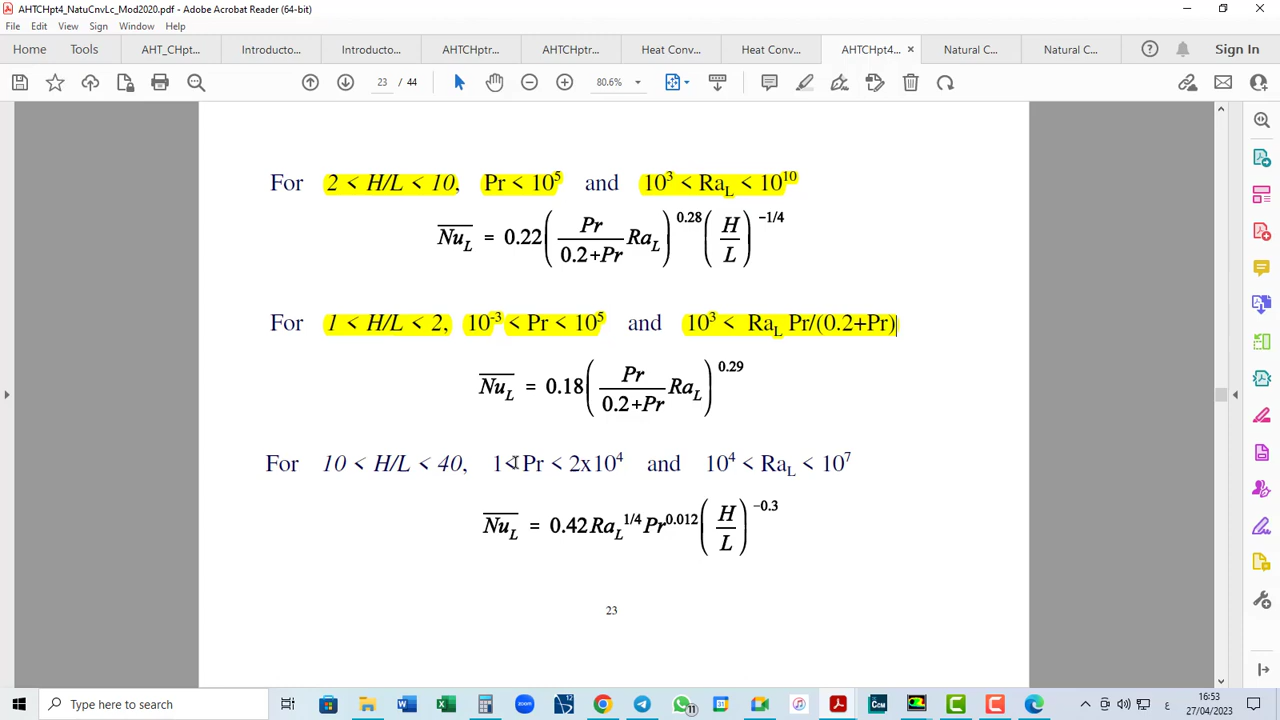 AHTCHpt4_NatuCnvLc_Mod2020.pdf - Adobe Acrobat Reader (64-bit)
File Edit View Sign Window Help
Home Tools AHT_CHpt... Introducto... Introducto... AHTCHptr... AHTCHptr... Heat Conv... Heat Conv... AHTCHpt4... × Natural C... Natural C... Sign In
23 / 44 80.6%
For 2 < H/L < 10, Pr < 10^5 and 10^3 < Ra_L < 10^10
Nu_L = 0.22 ( Pr / 0.2+Pr Ra_L )^0.28 ( H / L )^−1/4
For 1 < H/L < 2, 10^-3 < Pr < 10^5 and 10^3 < Ra_L Pr/(0.2+Pr)
Nu_L = 0.18 ( Pr / 0.2+Pr Ra_L )^0.29
For 10 < H/L < 40, 1< Pr < 2x10^4 and 10^4 < Ra_L < 10^7
Nu_L = 0.42 Ra_L^1/4 Pr^0.012 ( H / L )^−0.3
23
Type here to search
zoom
11
31
Com
ع
16:53
27/04/2023